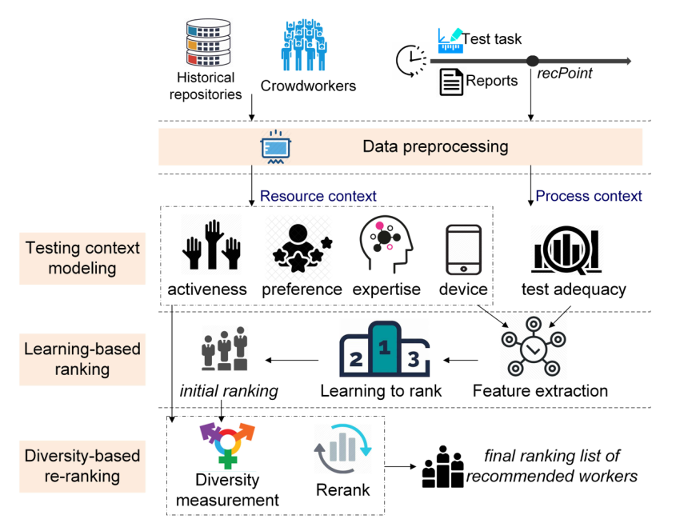 Test task
Historical
repositories
Crowdworkers
Reports
recPoint
Data preprocessing
Resource context
Process context
Testing context
modeling
activeness
preference
expertise
device
test adequacy
Learning-based
ranking
2
1
3
initial ranking
Learning to rank
Feature extraction
Diversity-based
re-ranking
Diversity
measurement
Rerank
final ranking list of
recommended workers